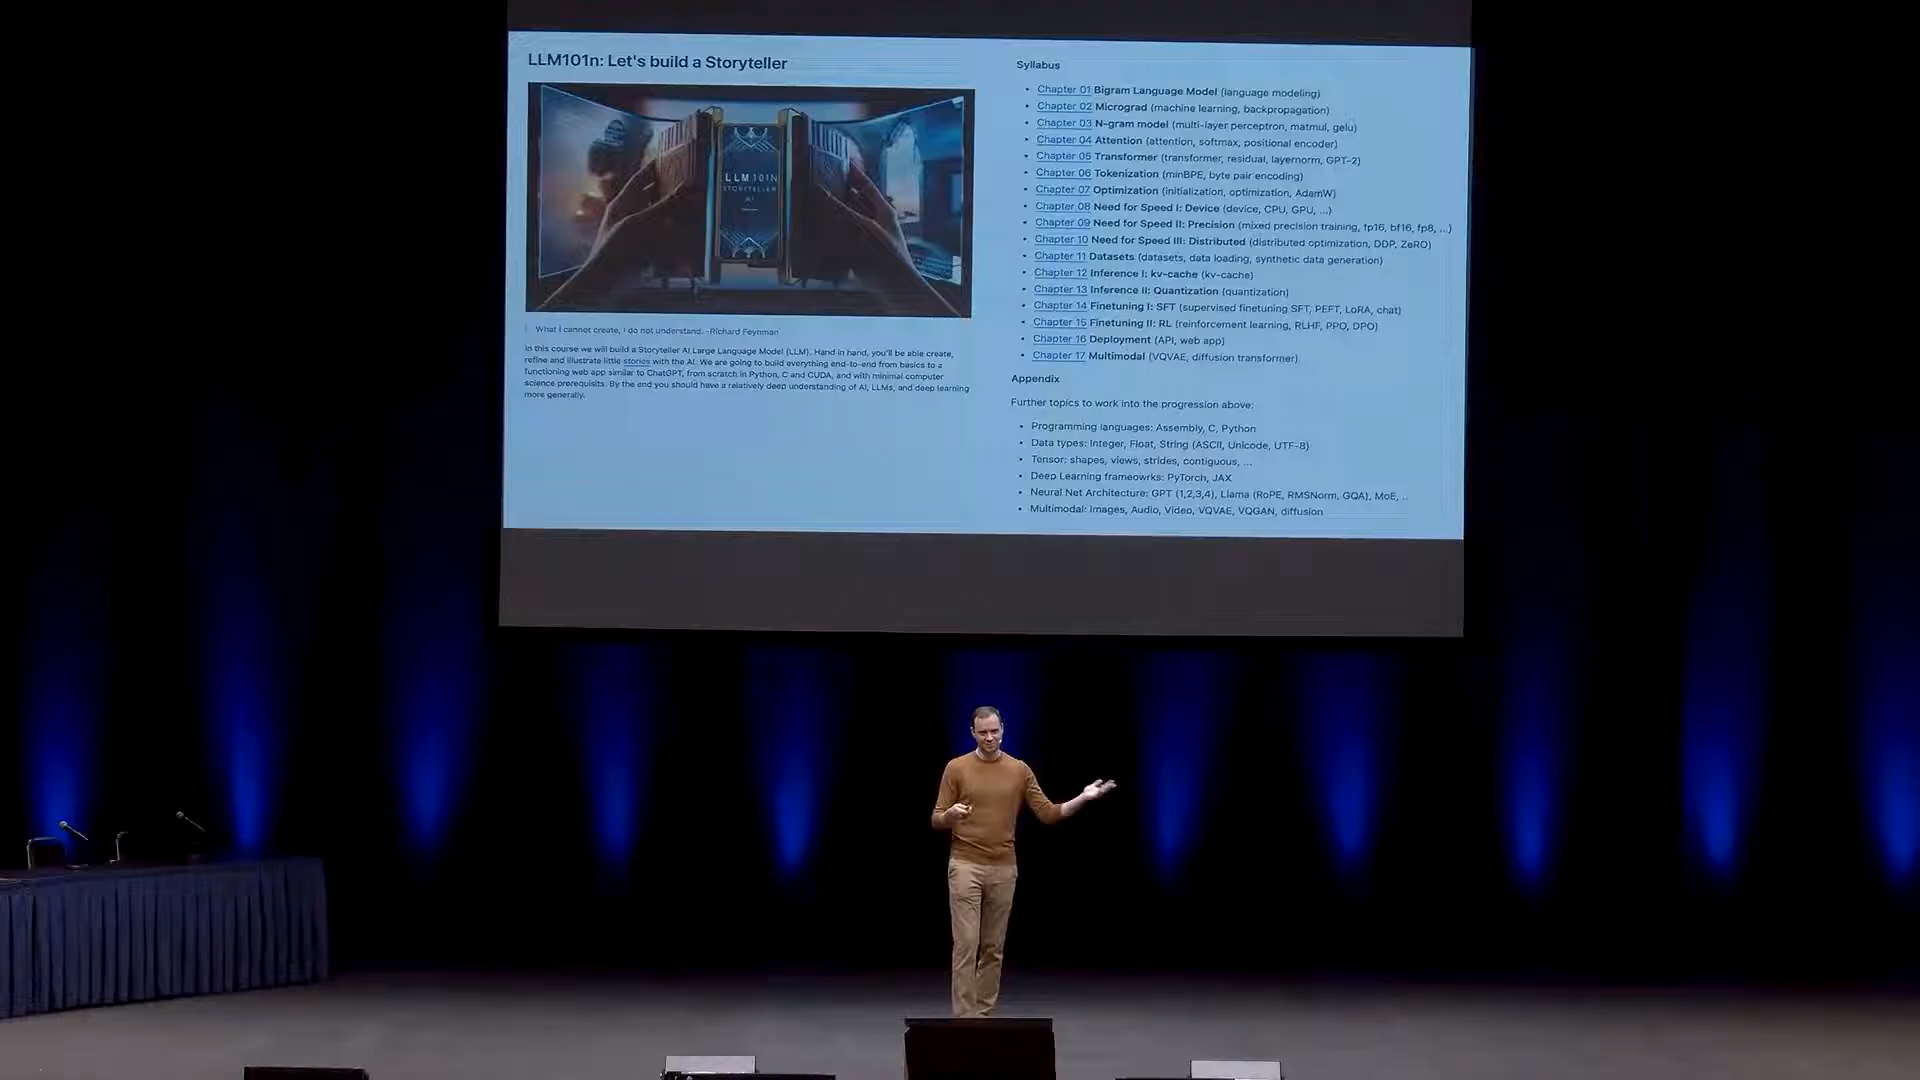 LLM101n: Let's build a Storyteller
LLM 101N
STORYTELLER
AI
What I cannot create, I do not understand. -Richard Feynman
In this course we will build a Storyteller AI Large Language Model (LLM). Hand in hand, you'll be able create,
refine and illustrate little stories with the AI. We are going to build everything end-to-end from basics to a
functioning web app similar to ChatGPT, from scratch in Python, C and CUDA, and with minimal computer
science prerequisites. By the end you should have a relatively deep understanding of AI, LLMs, and deep learning
more generally.
Syllabus
• Chapter 01 Bigram Language Model (language modeling)
• Chapter 02 Micrograd (machine learning, backpropagation)
• Chapter 03 N-gram model (multi-layer perceptron, matmul, gelu)
• Chapter 04 Attention (attention, softmax, positional encoder)
• Chapter 05 Transformer (transformer, residual, layernorm, GPT-2)
• Chapter 06 Tokenization (minBPE, byte pair encoding)
• Chapter 07 Optimization (initialization, optimization, AdamW)
• Chapter 08 Need for Speed I: Device (device, CPU, GPU, ...)
• Chapter 09 Need for Speed II: Precision (mixed precision training, fp16, bf16, fp8, ...)
• Chapter 10 Need for Speed III: Distributed (distributed optimization, DDP, ZeRO)
• Chapter 11 Datasets (datasets, data loading, synthetic data generation)
• Chapter 12 Inference I: kv-cache (kv-cache)
• Chapter 13 Inference II: Quantization (quantization)
• Chapter 14 Finetuning I: SFT (supervised finetuning SFT, PEFT, LoRA, chat)
• Chapter 15 Finetuning II: RL (reinforcement learning, RLHF, PPO, DPO)
• Chapter 16 Deployment (API, web app)
• Chapter 17 Multimodal (VQVAE, diffusion transformer)
Appendix
Further topics to work into the progression above:
• Programming languages: Assembly, C, Python
• Data types: Integer, Float, String (ASCII, Unicode, UTF-8)
• Tensor: shapes, views, strides, contiguous, ...
• Deep Learning frameowrks: PyTorch, JAX
• Neural Net Architecture: GPT (1,2,3,4), Llama (RoPE, RMSNorm, GQA), MoE, ..
• Multimodal: Images, Audio, Video, VQVAE, VQGAN, diffusion